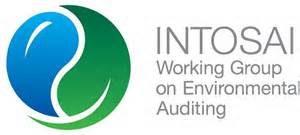 INTOSAI
Working Group
on Environmental
Auditing